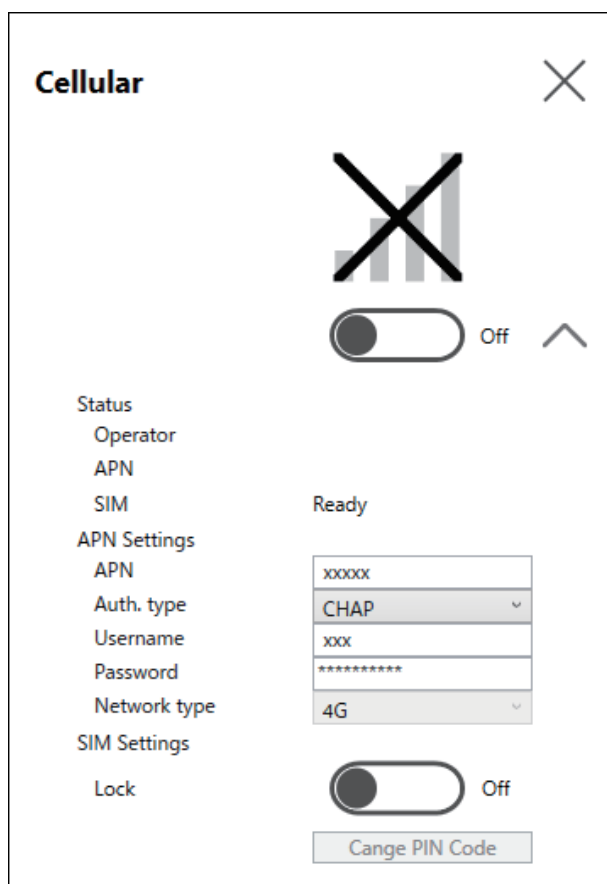 Cellular
Off
Status
Operator
APN
SIM Ready
APN Settings
APN xxxxx
Auth. type CHAP
Username xxx
Password **********
Network type 4G
SIM Settings
Lock Off
Cange PIN Code